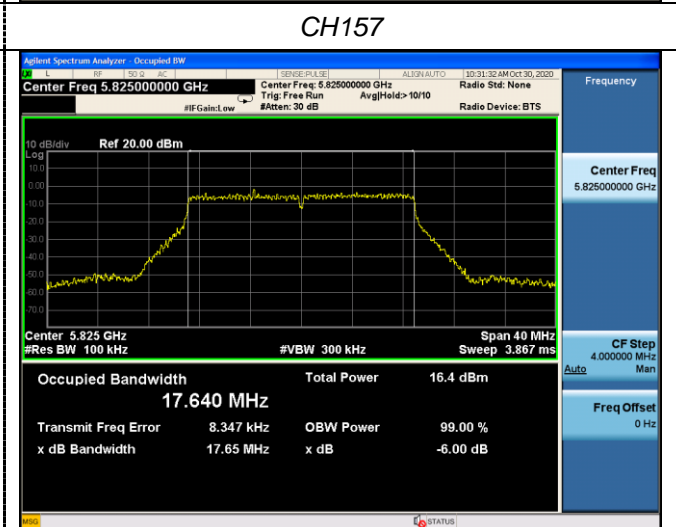 CH157
Agilent Spectrum Analyzer - Occupied BW
L RF 50 Ω AC SENSE:PULSE ALIGN AUTO 10:31:32 AM Oct 30, 2020
Center Freq 5.825000000 GHz
Center Freq: 5.825000000 GHz
Radio Std: None
Trig: Free Run Avg|Hold:> 10/10
#IFGain:Low #Atten: 30 dB Radio Device: BTS
10 dB/div Ref 20.00 dBm
Log
10.0
0.00
-10.0
-20.0
-30.0
-40.0
-50.0
-60.0
-70.0
Center 5.825 GHz Span 40 MHz
#Res BW 100 kHz #VBW 300 kHz Sweep 3.867 ms
Occupied Bandwidth Total Power 16.4 dBm
17.640 MHz
Transmit Freq Error 8.347 kHz OBW Power 99.00 %
x dB Bandwidth 17.65 MHz x dB -6.00 dB
Frequency
Center Freq
5.825000000 GHz
CF Step
4.000000 MHz
Auto Man
Freq Offset
0 Hz
MSG STATUS